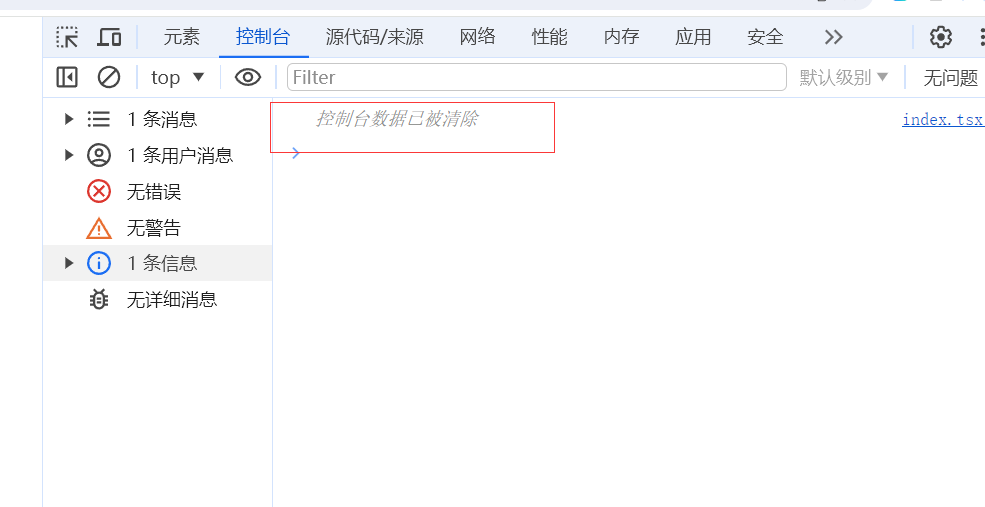 元素 控制台 源代码/来源 网络 性能 内存 应用 安全
top Filter 默认级别 无问题
1 条消息 控制台数据已被清除 index.tsx
1 条用户消息
无错误
无警告
1 条信息
无详细消息